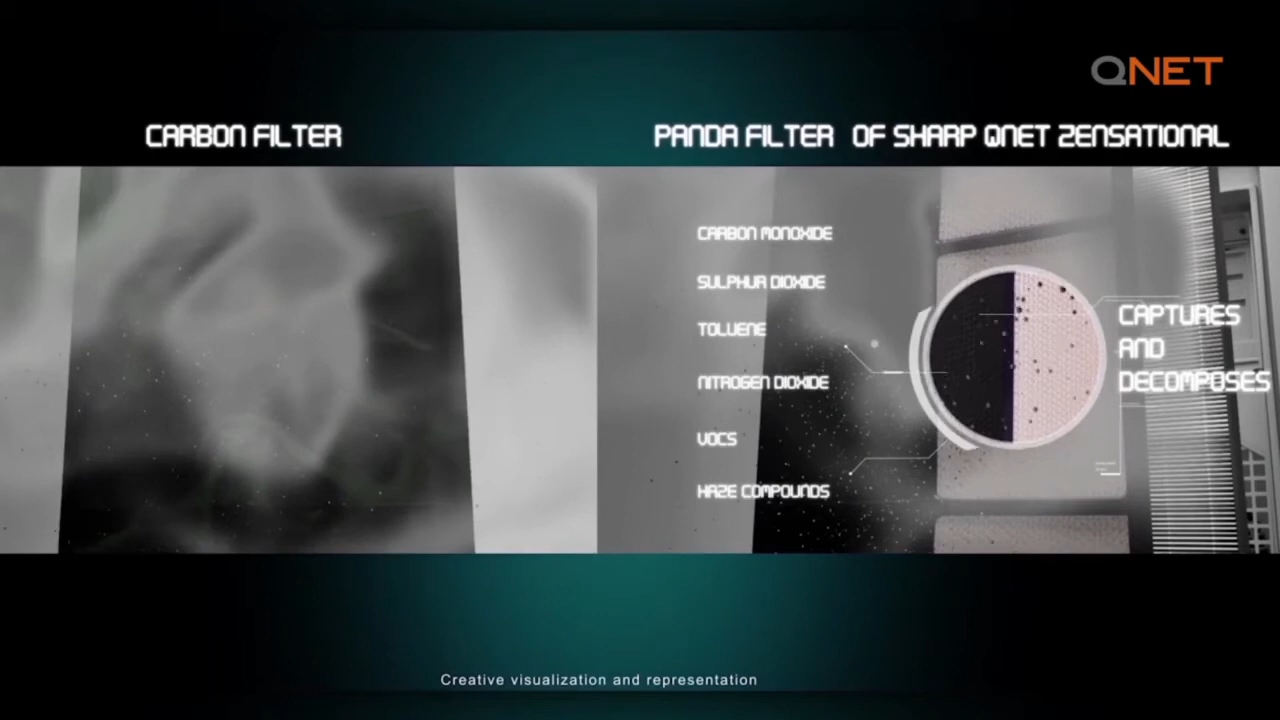 QNET
CARBON FILTER
PANDA FILTER OF SHARP QNET ZENSATIONAL
CARBON MONOXIDE
SULPHUR DIOXIDE
TOLUENE
NITROGEN DIOXIDE
VOCS
HAZE COMPOUNDS
CAPTURES
AND
DECOMPOSES
Creative visualization and representation